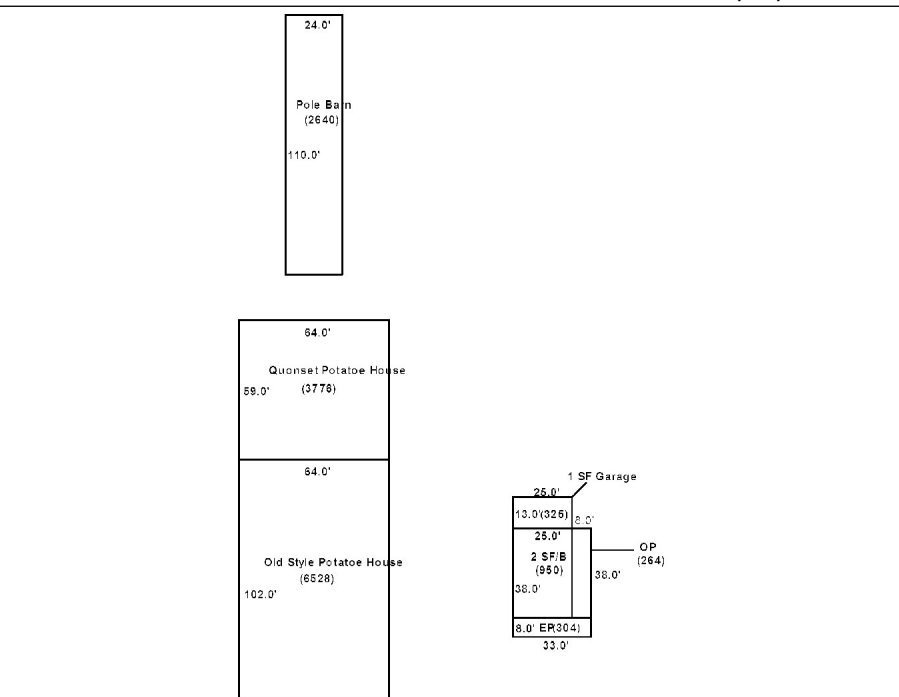 24.0'
Pole Barn
(2640)
110.0'
64.0'
Quonset Potatoe House
59.0' (3776)
64.0'
Old Style Potatoe House
(6528)
102.0'
1 SF Garage
25.0'
13.0'(325) 8.0'
25.0'
2 SF/B
(950)
38.0'
OP
(264)
38.0'
8.0' EP(304)
33.0'